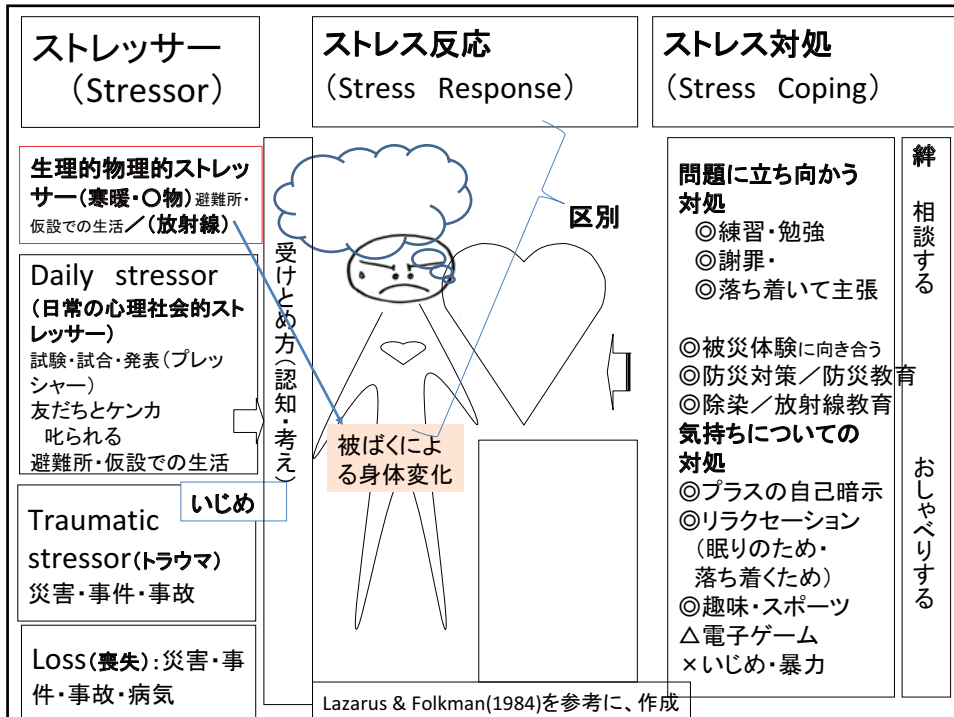 ストレッサー
（Stressor）
ストレス反応
（Stress Response）
ストレス対処
（Stress Coping）
生理的物理的ストレッ
サー（寒暖・〇物）避難所・
仮設での生活／（放射線）
Daily stressor
（日常の心理社会的スト
レッサー）
試験・試合・発表（プレッ
シャー）
友だちとケンカ
叱られる
避難所・仮設での生活
いじめ
Traumatic
stressor（トラウマ）
災害・事件・事故
Loss（喪失）：災害・事
件・事故・病気
受けとめ方（認知・考え）
区別
被ばくによ
る身体変化
Lazarus & Folkman(1984)を参考に、作成
問題に立ち向かう
対処
◎練習・勉強
◎謝罪・
◎落ち着いて主張
◎被災体験に向き合う
◎防災対策／防災教育
◎除染／放射線教育
気持ちについての
対処
◎プラスの自己暗示
◎リラクセーション
（眠りのため・
落ち着くため）
◎趣味・スポーツ
△電子ゲーム
×いじめ・暴力
絆 相談する おしゃべりする